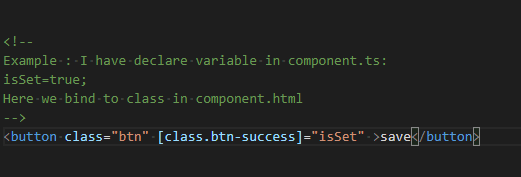 <!--
Example : I have declare variable in component.ts:
isSet=true;
Here we bind to class in component.html
-->
<button class="btn" [class.btn-success]="isSet" >save</button>